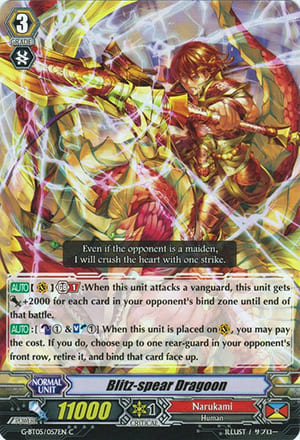 3
GRADE
Even if the opponent is a maiden,
I will crush the heart with one strike.
AUTO [ ] GB 1 :When this unit attacks a vanguard, this unit gets
+2000 for each card in your opponent's bind zone until end of
that battle.
AUTO :[ ① & ▼① ] When this unit is placed on , you may pay
the cost. If you do, choose up to one rear-guard in your opponent's
front row, retire it, and bind that card face up.
NORMAL
UNIT
Blitz-spear Dragoon
11000
1
CRITICAL
Narukami
Human
G-BT05/057EN C
ILLUST / サブロー